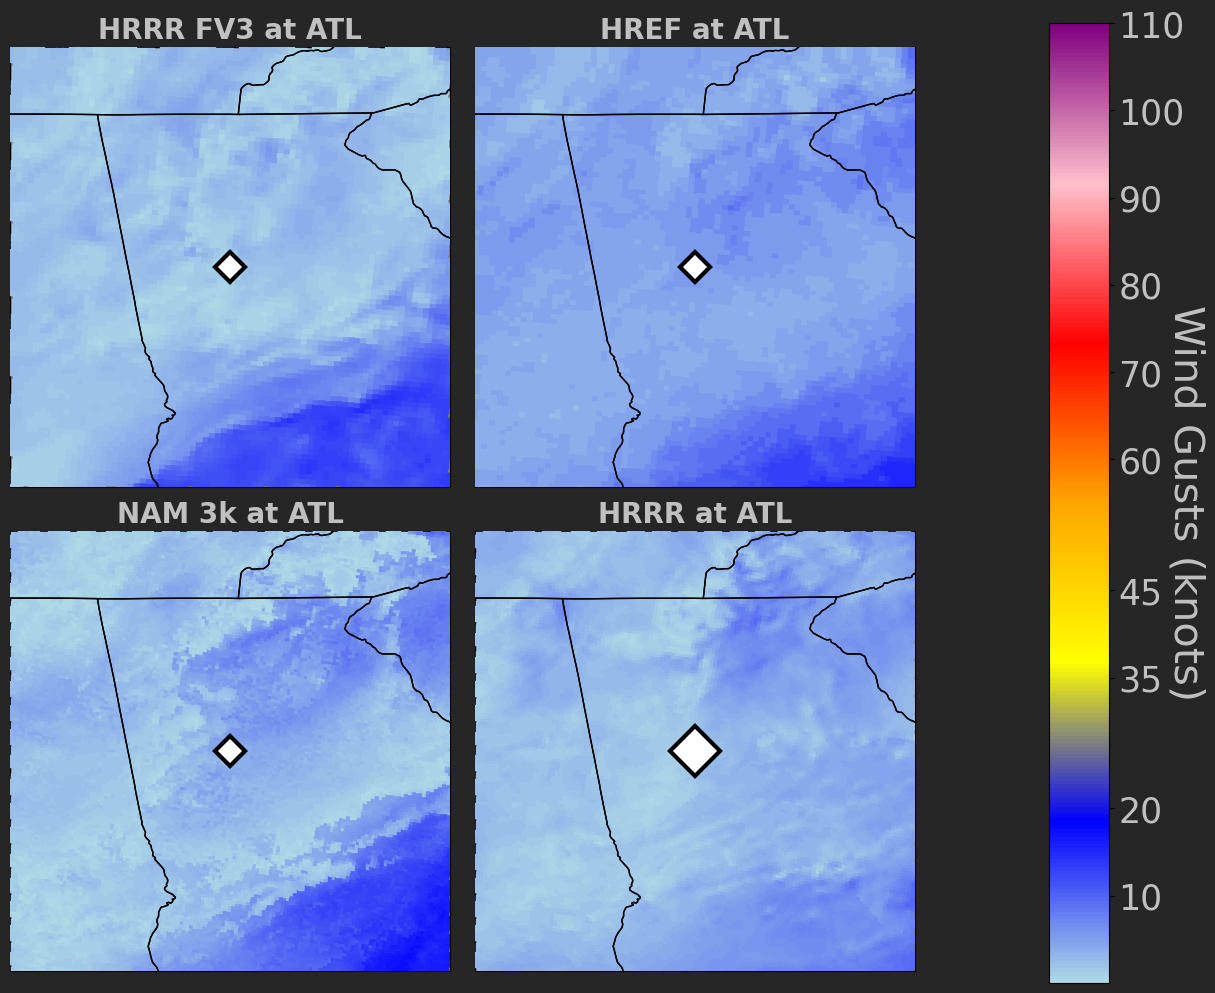 HRRR FV3 at ATL
HREF at ATL
NAM 3k at ATL
HRRR at ATL
110
100
90
80
70
60
45
35
20
10
Wind Gusts (knots)